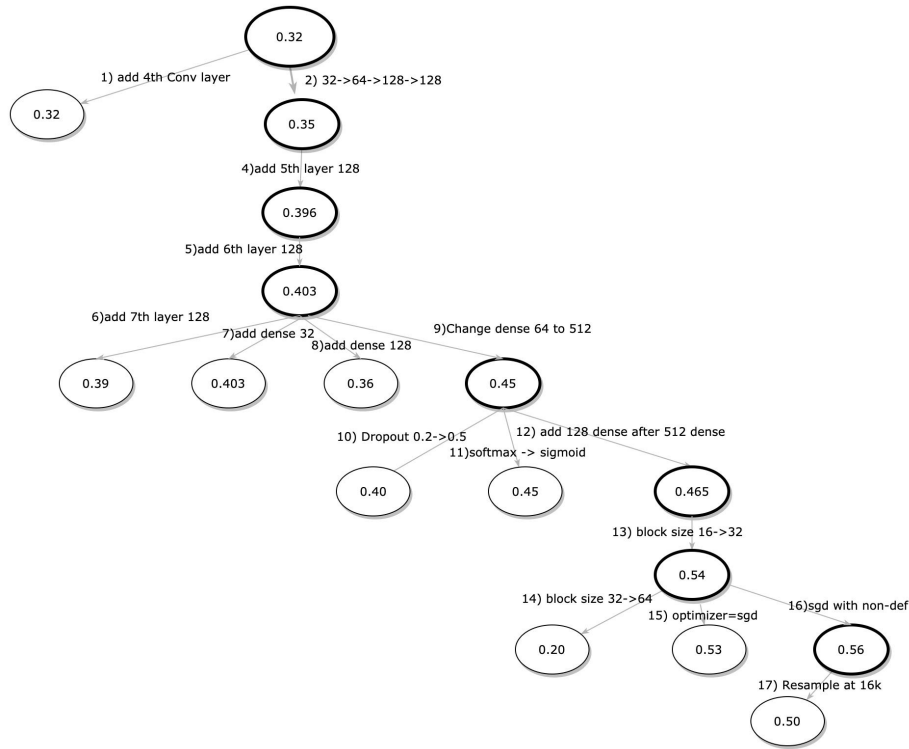 0.32
1) add 4th Conv layer
2) 32->64->128->128
0.32
0.35
4)add 5th layer 128
0.396
5)add 6th layer 128
0.403
6)add 7th layer 128
7)add dense 32
8)add dense 128
9)Change dense 64 to 512
0.39
0.403
0.36
0.45
10) Dropout 0.2->0.5
11)softmax -> sigmoid
12) add 128 dense after 512 dense
0.40
0.45
0.465
13) block size 16->32
0.54
14) block size 32->64
15) optimizer=sgd
16)sgd with non-def
0.20
0.53
0.56
17) Resample at 16k
0.50